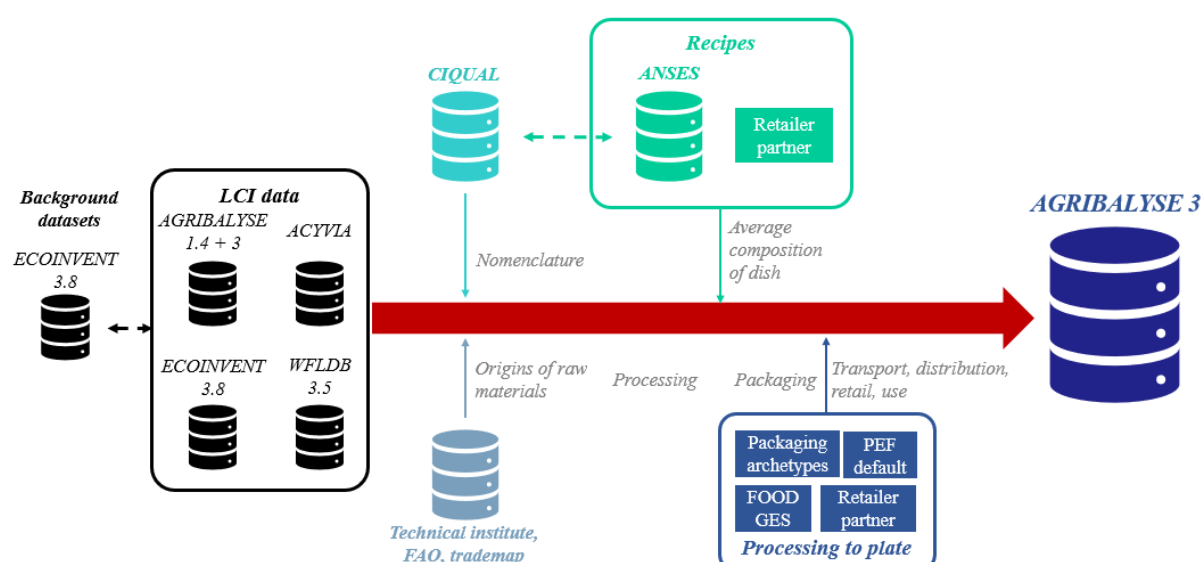 Recipes
CIQUAL
ANSES
Retailer
partner
Background
datasets
ECOINVENT
3.8
LCI data
AGRIBALYSE
1.4 + 3
ACYVIA
ECOINVENT
3.8
WFLDB
3.5
Nomenclature
Average
composition
of dish
AGRIBALYSE 3
Origins of raw
materials
Processing
Packaging
Transport, distribution,
retail, use
Technical institute,
FAO, trademap
Packaging
archetypes
PEF
default
FOOD
GES
Retailer
partner
Processing to plate